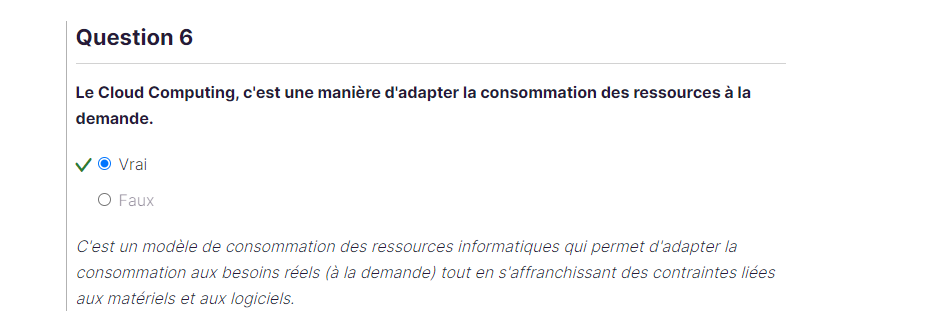 Question 6
Le Cloud Computing, c'est une manière d'adapter la consommation des ressources à la
demande.
Vrai
Faux
C'est un modèle de consommation des ressources informatiques qui permet d'adapter la
consommation aux besoins réels (à la demande) tout en s'affranchissant des contraintes liées
aux matériels et aux logiciels.